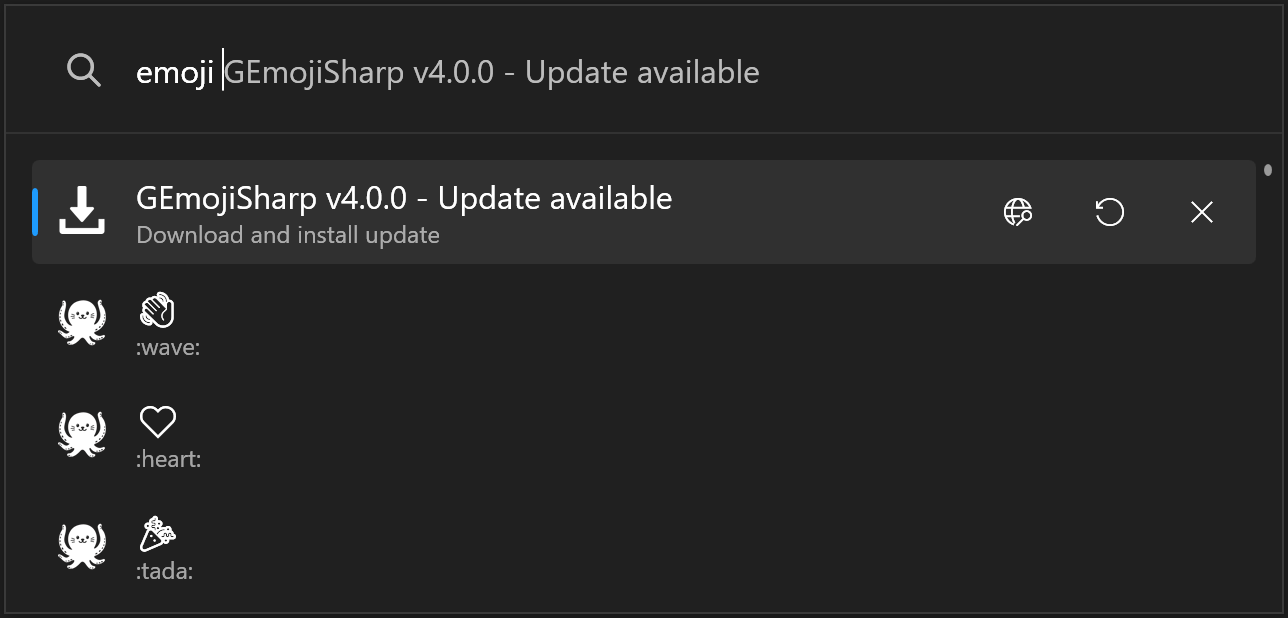 emoji GEmojiSharp v4.0.0 - Update available
GEmojiSharp v4.0.0 - Update available
Download and install update
:wave:
:heart:
:tada: